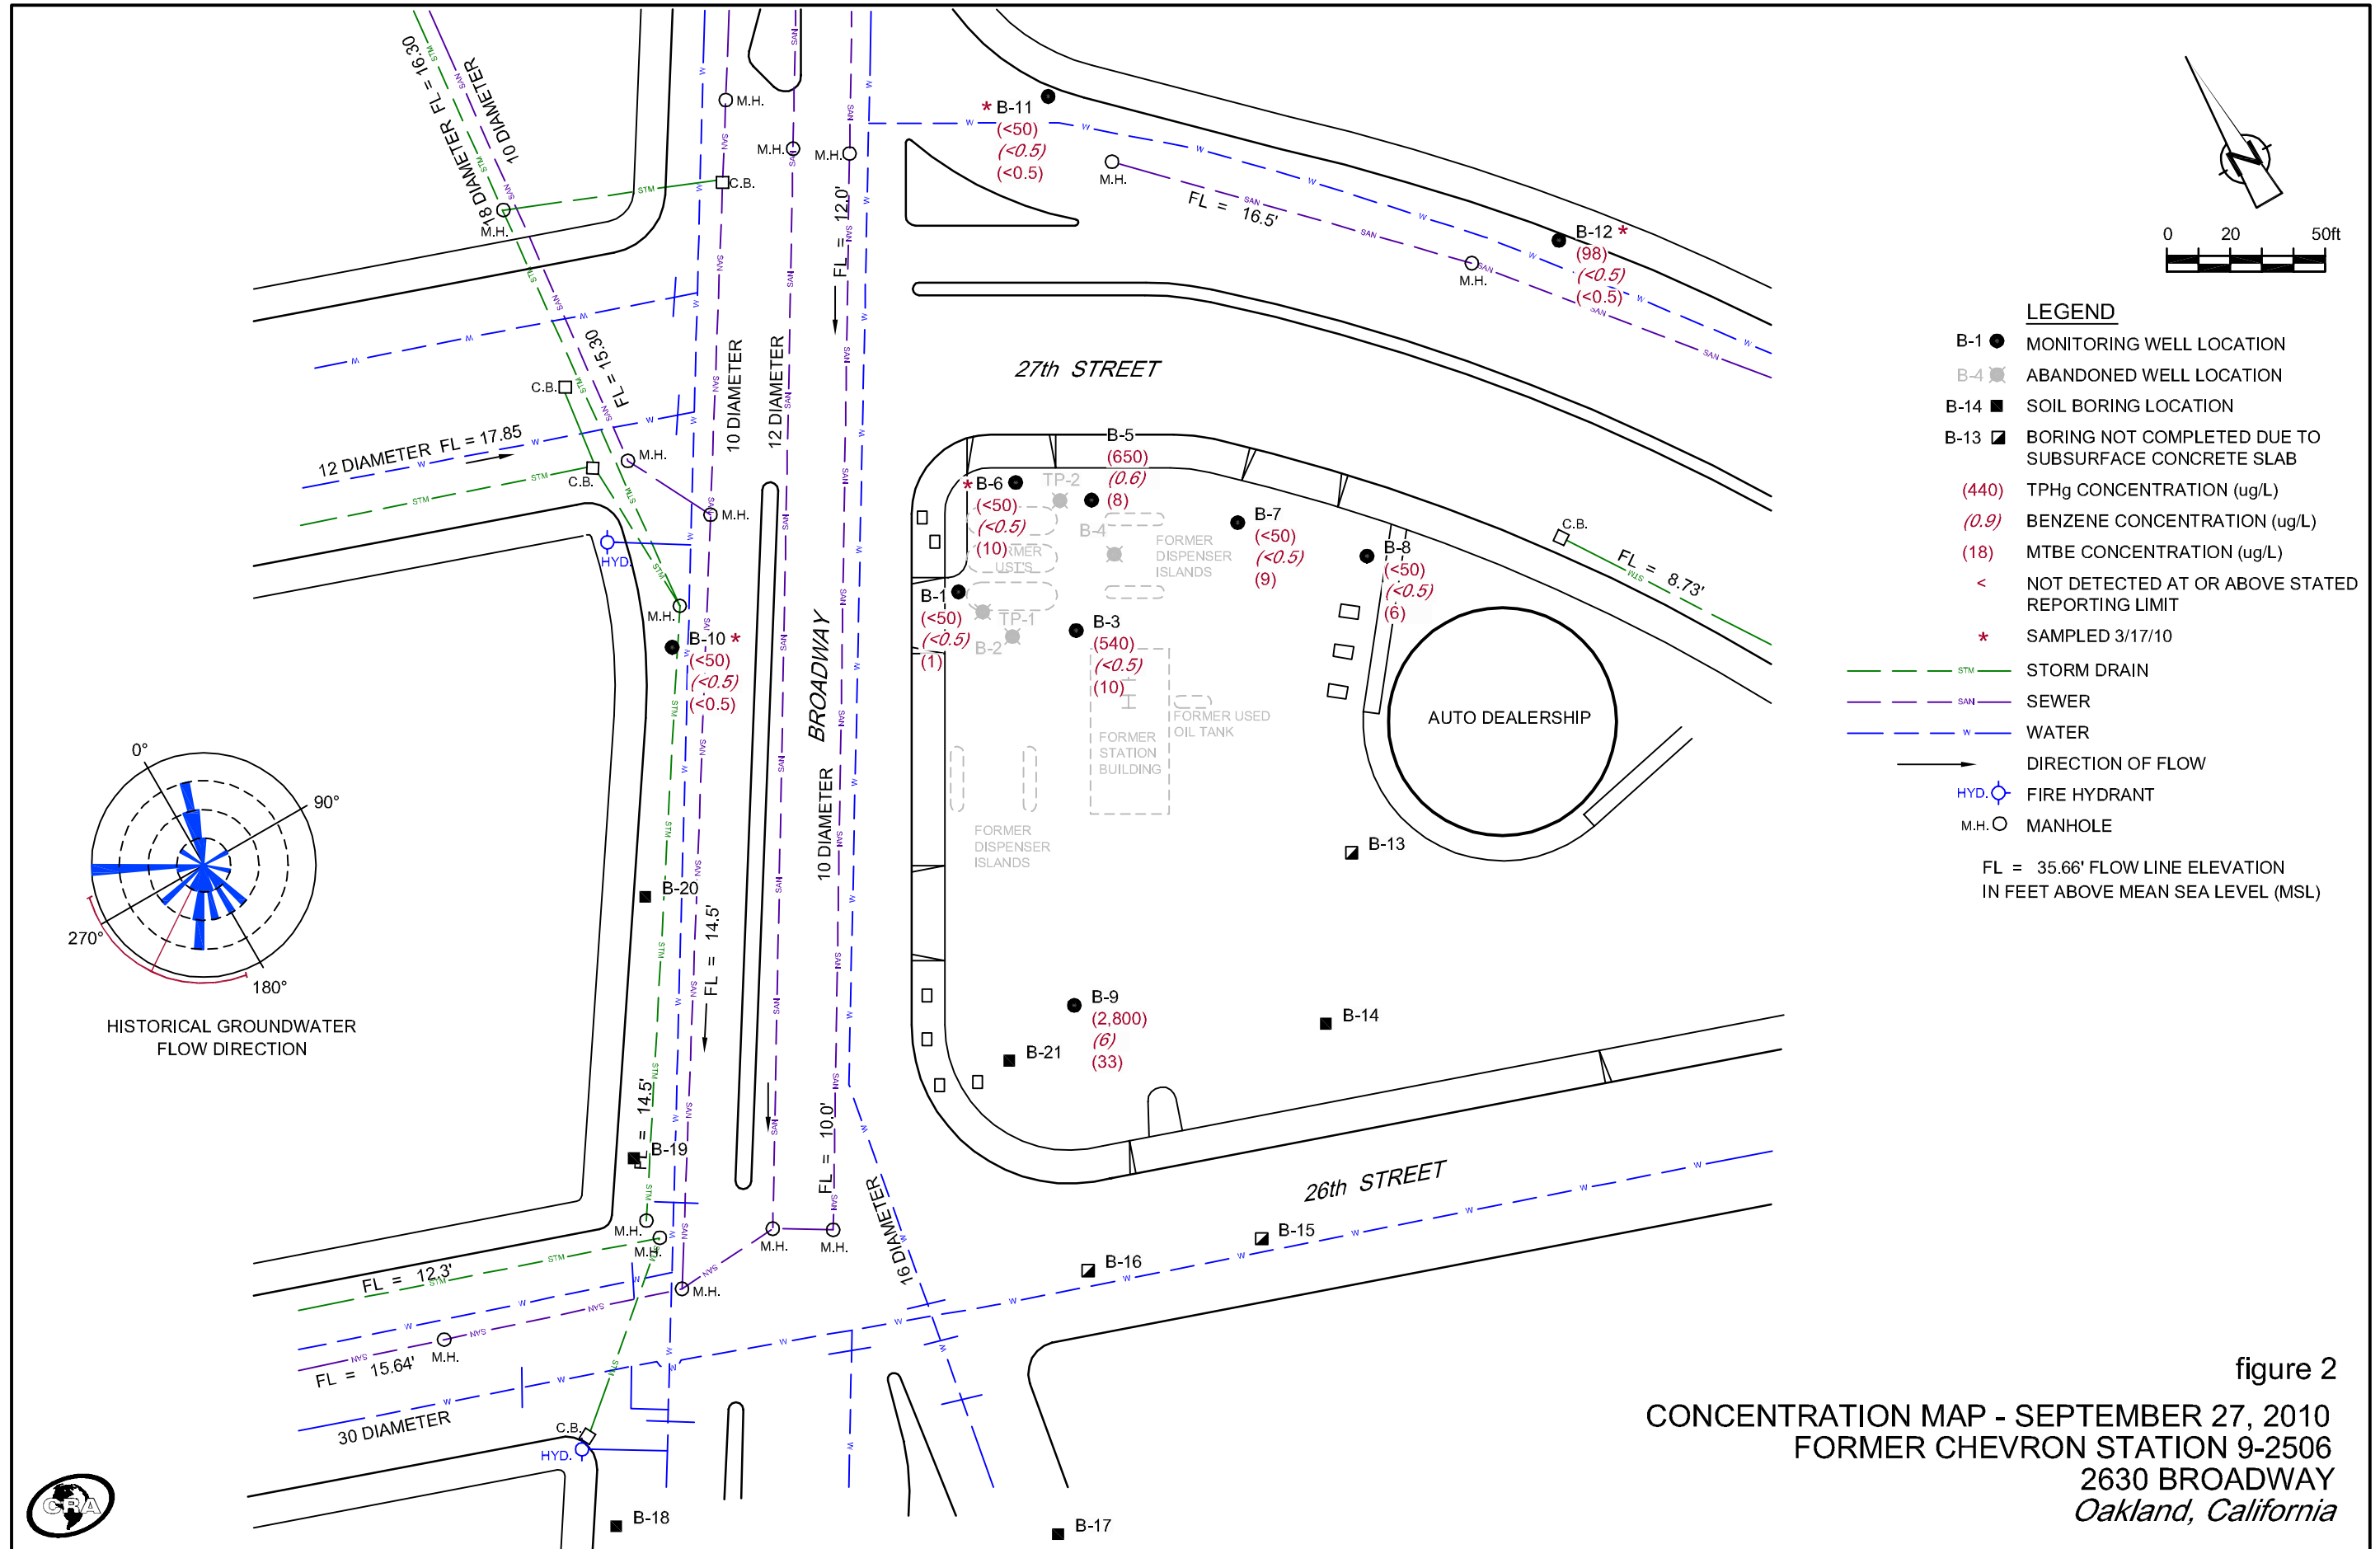 18 DIAMETER FL = 16.30
10 DIAMETER
M.H.
M.H.
C.B.
M.H.
M.H.
FL = 12.0'
* B-11
(<50)
(<0.5)
(<0.5)
M.H.
FL = 16.5'
B-12 *
(98)
(<0.5)
(<0.5)
M.H.
27th STREET
FL = 15.30
C.B.
12 DIAMETER FL = 17.85
C.B.
M.H.
10 DIAMETER
12 DIAMETER
M.H.
HYD.
M.H.
B-10 *
(<50)
(<0.5)
(<0.5)
BROADWAY
* B-6
(<50)
(<0.5)
(10)
TP-2
B-5
(650)
(0.6)
(8)
B-4
FORMER
UST'S
FORMER
DISPENSER
ISLANDS
B-7
(<50)
(<0.5)
(9)
B-8
(<50)
(<0.5)
(6)
C.B.
FL = 8.73'
B-1
(<50)
(<0.5)
(1)
TP-1
B-2
B-3
(540)
(<0.5)
(10)
FORMER USED
OIL TANK
FORMER
STATION
BUILDING
FORMER
DISPENSER
ISLANDS
AUTO DEALERSHIP
B-13
10 DIAMETER
B-20
FL = 14.5'
0°
90°
180°
270°
HISTORICAL GROUNDWATER
FLOW DIRECTION
B-9
(2,800)
(6)
(33)
B-14
B-21
FL = 14.5'
B-19
FL = 10.0'
26th STREET
16 DIAMETER
M.H.
M.H.
M.H.
M.H.
M.H.
B-15
B-16
FL = 12.3'
M.H.
FL = 15.64'
30 DIAMETER
C.B.
HYD.
B-18
B-17
CRA
N
0 20 50ft
LEGEND
B-1 MONITORING WELL LOCATION
B-4 ABANDONED WELL LOCATION
B-14 SOIL BORING LOCATION
B-13 BORING NOT COMPLETED DUE TO
SUBSURFACE CONCRETE SLAB
(440) TPHg CONCENTRATION (ug/L)
(0.9) BENZENE CONCENTRATION (ug/L)
(18) MTBE CONCENTRATION (ug/L)
< NOT DETECTED AT OR ABOVE STATED
REPORTING LIMIT
* SAMPLED 3/17/10
STM STORM DRAIN
SAN SEWER
W WATER
DIRECTION OF FLOW
HYD. FIRE HYDRANT
M.H. MANHOLE
FL = 35.66' FLOW LINE ELEVATION
IN FEET ABOVE MEAN SEA LEVEL (MSL)
figure 2
CONCENTRATION MAP - SEPTEMBER 27, 2010
FORMER CHEVRON STATION 9-2506
2630 BROADWAY
Oakland, California